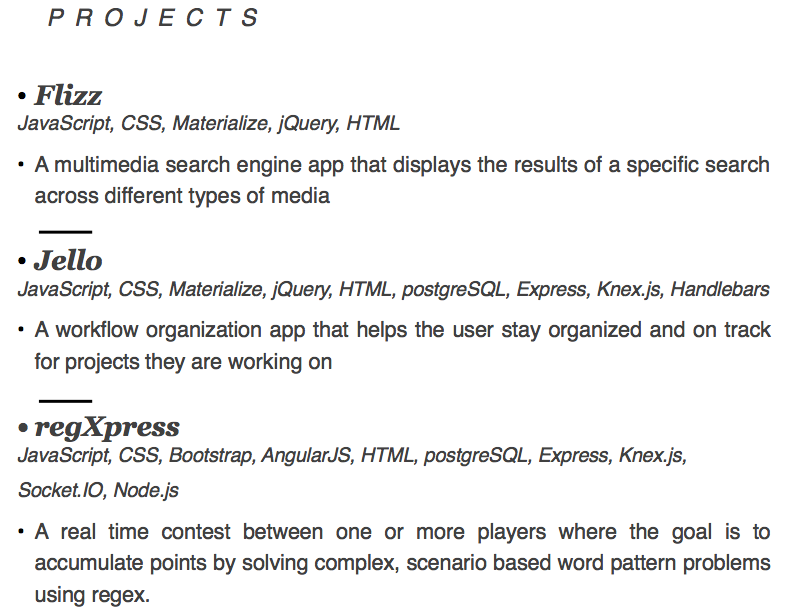 PROJECTS
• Flizz
JavaScript, CSS, Materialize, jQuery, HTML
• A multimedia search engine app that displays the results of a specific search
across different types of media
• Jello
JavaScript, CSS, Materialize, jQuery, HTML, postgreSQL, Express, Knex.js, Handlebars
• A workflow organization app that helps the user stay organized and on track
for projects they are working on
• regXpress
JavaScript, CSS, Bootstrap, AngularJS, HTML, postgreSQL, Express, Knex.js,
Socket.IO, Node.js
• A real time contest between one or more players where the goal is to
accumulate points by solving complex, scenario based word pattern problems
using regex.